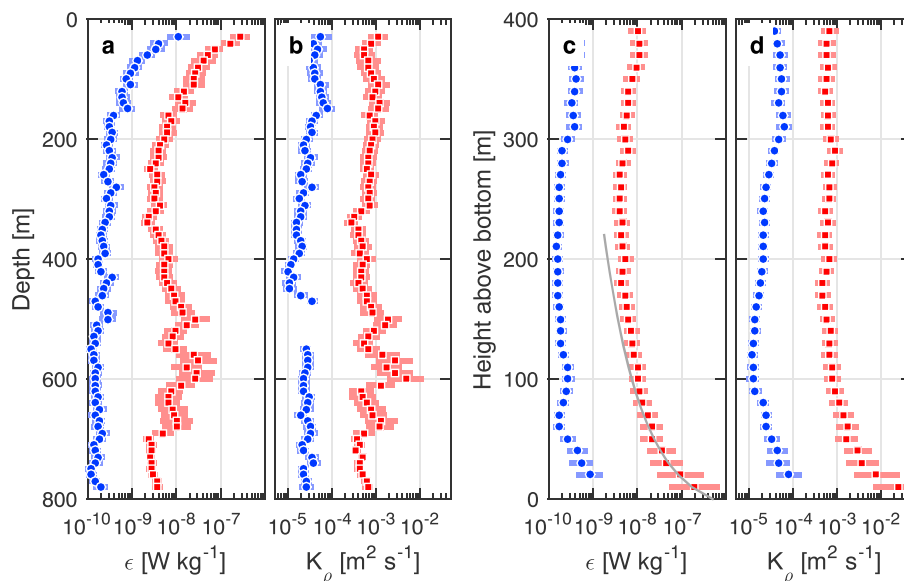 a
b
c
d
0
200
400
600
800
Depth [m]
400
300
200
100
0
Height above bottom [m]
10⁻¹⁰ 10⁻⁹ 10⁻⁸ 10⁻⁷
ϵ [W kg⁻¹]
10⁻⁵ 10⁻⁴ 10⁻³ 10⁻²
Kρ [m² s⁻¹]
10⁻¹⁰ 10⁻⁹ 10⁻⁸ 10⁻⁷
ϵ [W kg⁻¹]
10⁻⁵ 10⁻⁴ 10⁻³ 10⁻²
Kρ [m² s⁻¹]